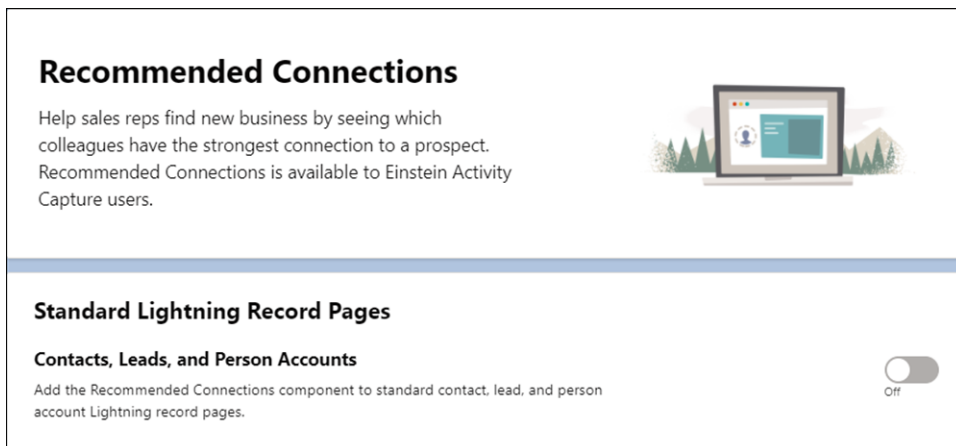 Recommended Connections
Help sales reps find new business by seeing which
colleagues have the strongest connection to a prospect.
Recommended Connections is available to Einstein Activity
Capture users.
Standard Lightning Record Pages
Contacts, Leads, and Person Accounts
Add the Recommended Connections component to standard contact, lead, and person
account Lightning record pages.
Off